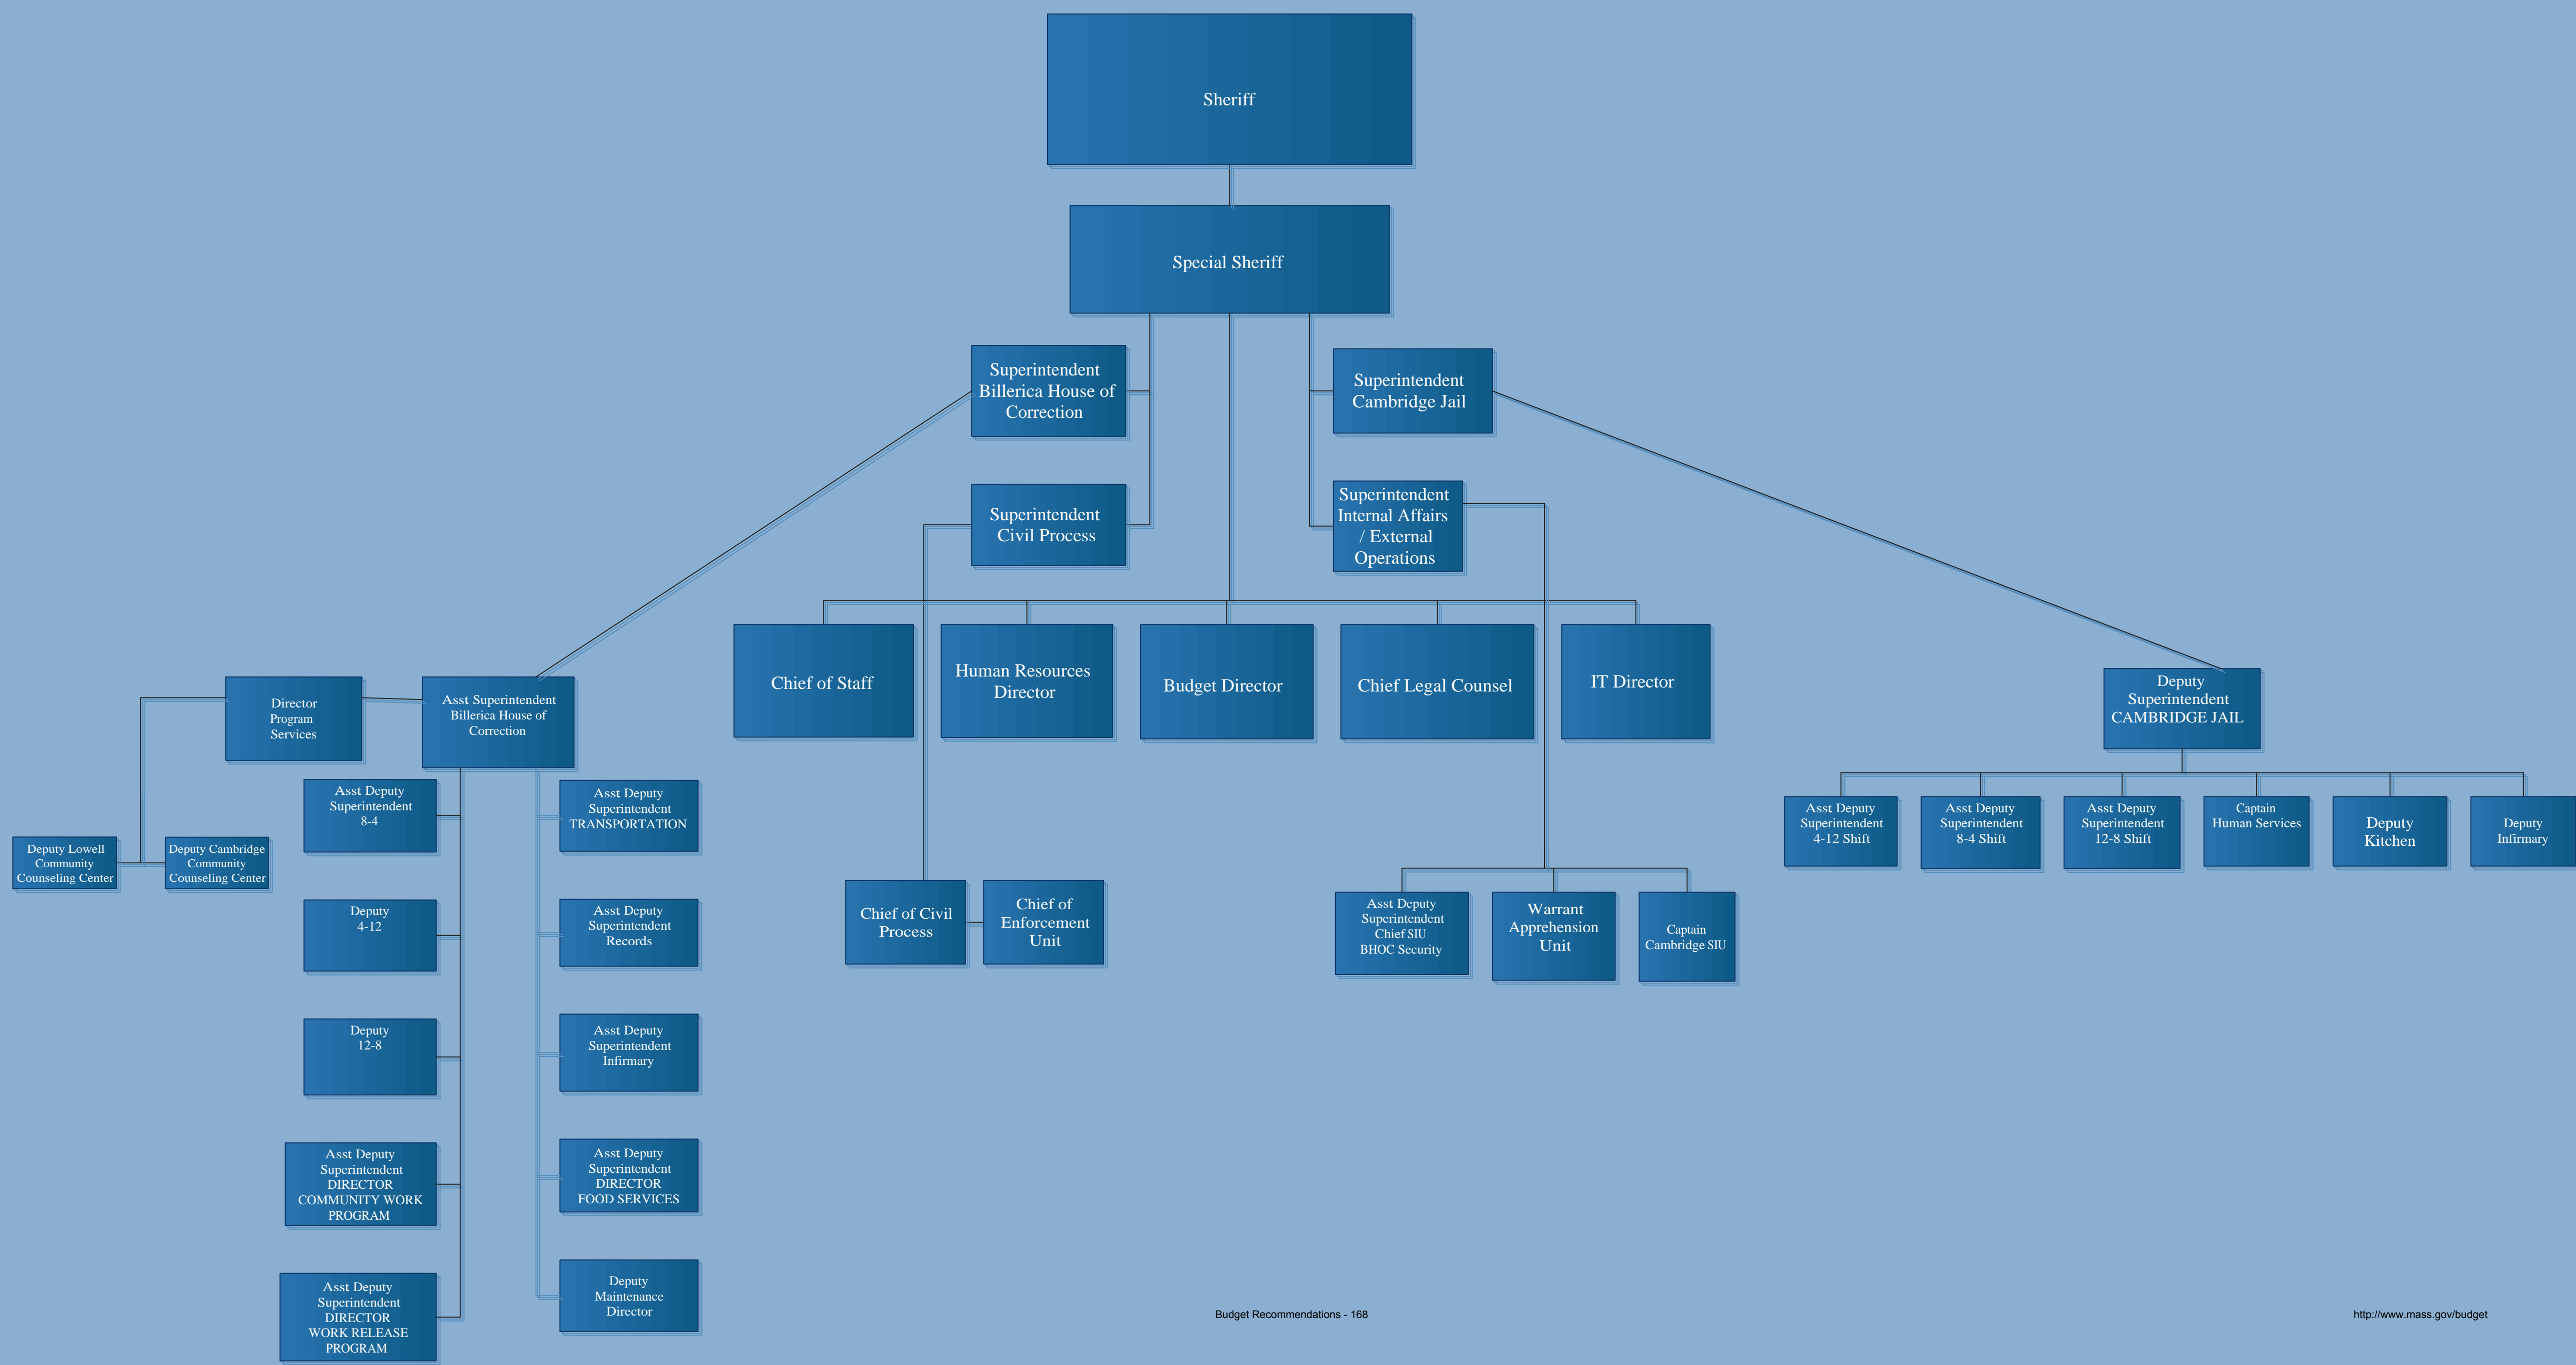 Sheriff
Special Sheriff
Superintendent
Billerica House of
Correction
Superintendent
Cambridge Jail
Superintendent
Civil Process
Superintendent
Internal Affairs
/ External
Operations
Chief of Staff
Human Resources
Director
Budget Director
Chief Legal Counsel
IT Director
Director
Program
Services
Asst Superintendent
Billerica House of
Correction
Deputy
Superintendent
CAMBRIDGE JAIL
Deputy Lowell
Community
Counseling Center
Deputy Cambridge
Community
Counseling Center
Asst Deputy
Superintendent
8-4
Asst Deputy
Superintendent
TRANSPORTATION
Deputy
4-12
Asst Deputy
Superintendent
Records
Deputy
12-8
Asst Deputy
Superintendent
Infirmary
Asst Deputy
Superintendent
DIRECTOR
COMMUNITY WORK
PROGRAM
Asst Deputy
Superintendent
DIRECTOR
FOOD SERVICES
Asst Deputy
Superintendent
DIRECTOR
WORK RELEASE
PROGRAM
Deputy
Maintenance
Director
Chief of Civil
Process
Chief of
Enforcement
Unit
Asst Deputy
Superintendent
Chief SIU
BHOC Security
Warrant
Apprehension
Unit
Captain
Cambridge SIU
Asst Deputy
Superintendent
4-12 Shift
Asst Deputy
Superintendent
8-4 Shift
Asst Deputy
Superintendent
12-8 Shift
Captain
Human Services
Deputy
Kitchen
Deputy
Infirmary
Budget Recommendations - 168
http://www.mass.gov/budget